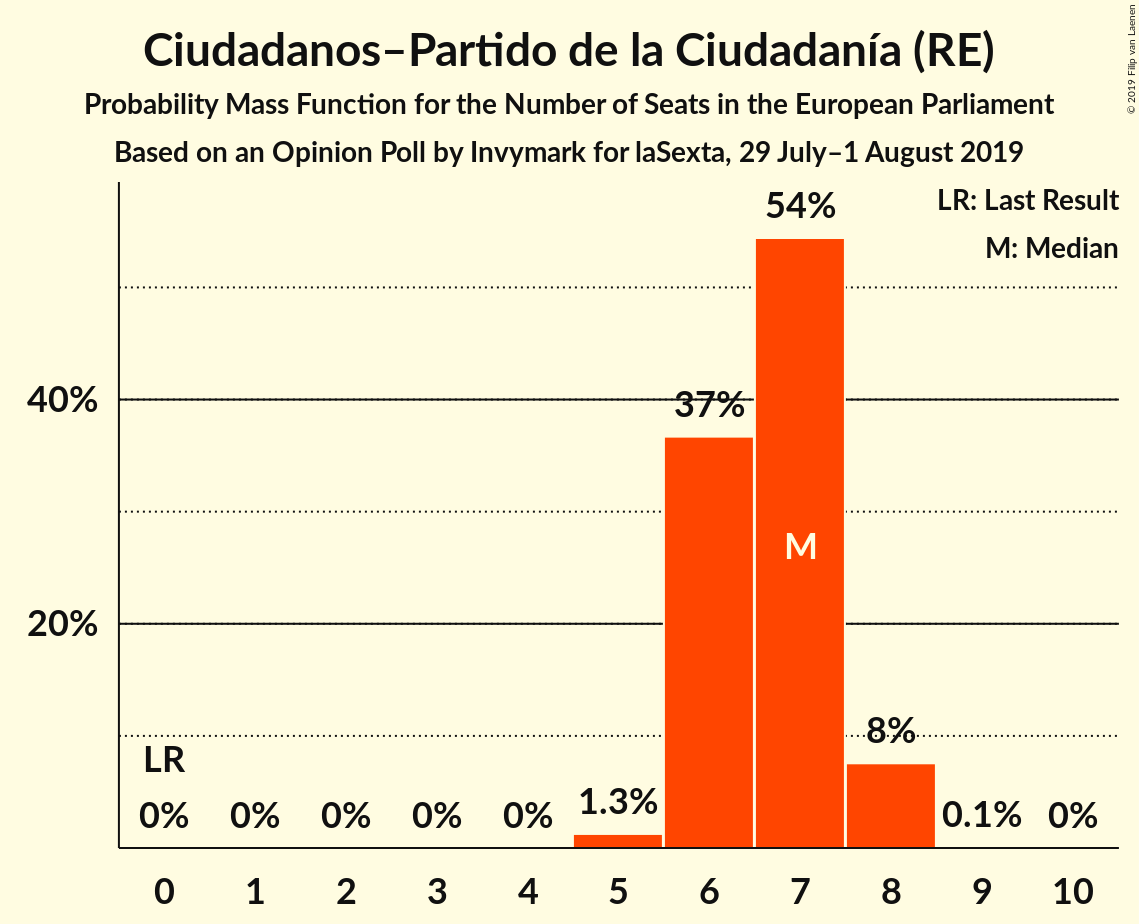 Ciudadanos–Partido de la Ciudadanía (RE)
Probability Mass Function for the Number of Seats in the European Parliament
Based on an Opinion Poll by Invymark for laSexta, 29 July–1 August 2019
© 2019 Filip van Laenen
LR: Last Result
M: Median
54%
40%
37%
M
20%
8%
LR
0% 0% 0% 0% 0% 1.3% 0.1% 0%
0 1 2 3 4 5 6 7 8 9 10